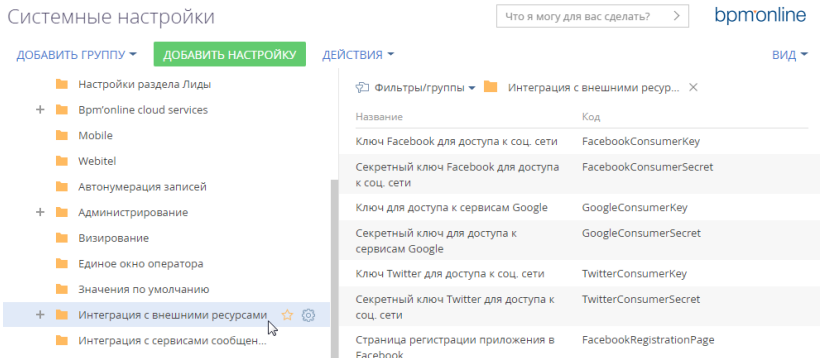 Системные настройки
Что я могу для вас сделать?
bpmonline
ДОБАВИТЬ ГРУППУ
ДОБАВИТЬ НАСТРОЙКУ
ДЕЙСТВИЯ
ВИД
Настройки раздела Лиды
Bpm'online cloud services
Mobile
Webitel
Автонумерация записей
Администрирование
Визирование
Единое окно оператора
Значения по умолчанию
Интеграция с внешними ресурсами
Интеграция с сервисами сообщен...
Фильтры/группы
Интеграция с внешними ресур...
Название
Код
Ключ Facebook для доступа к соц. сети
FacebookConsumerKey
Секретный ключ Facebook для доступа
к соц. сети
FacebookConsumerSecret
Ключ для доступа к сервисам Google
GoogleConsumerKey
Секретный ключ для доступа к
сервисам Google
GoogleConsumerSecret
Ключ Twitter для доступа к соц. сети
TwitterConsumerKey
Секретный ключ Twitter для доступа к
соц. сети
TwitterConsumerSecret
Страница регистрации приложения в
Facebook
FacebookRegistrationPage